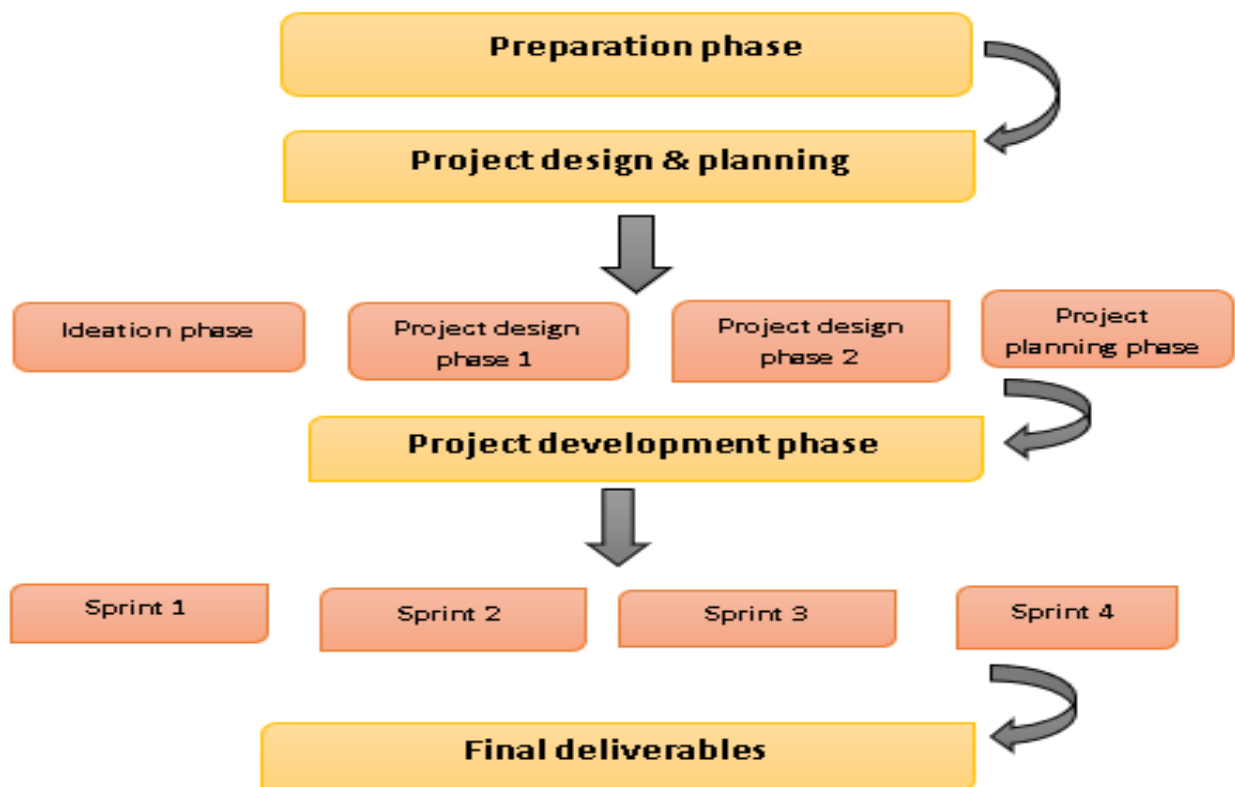 Preparation phase
Project design & planning
Ideation phase
Project design
phase 1
Project design
phase 2
Project
planning phase
Project development phase
Sprint 1
Sprint 2
Sprint 3
Sprint 4
Final deliverables